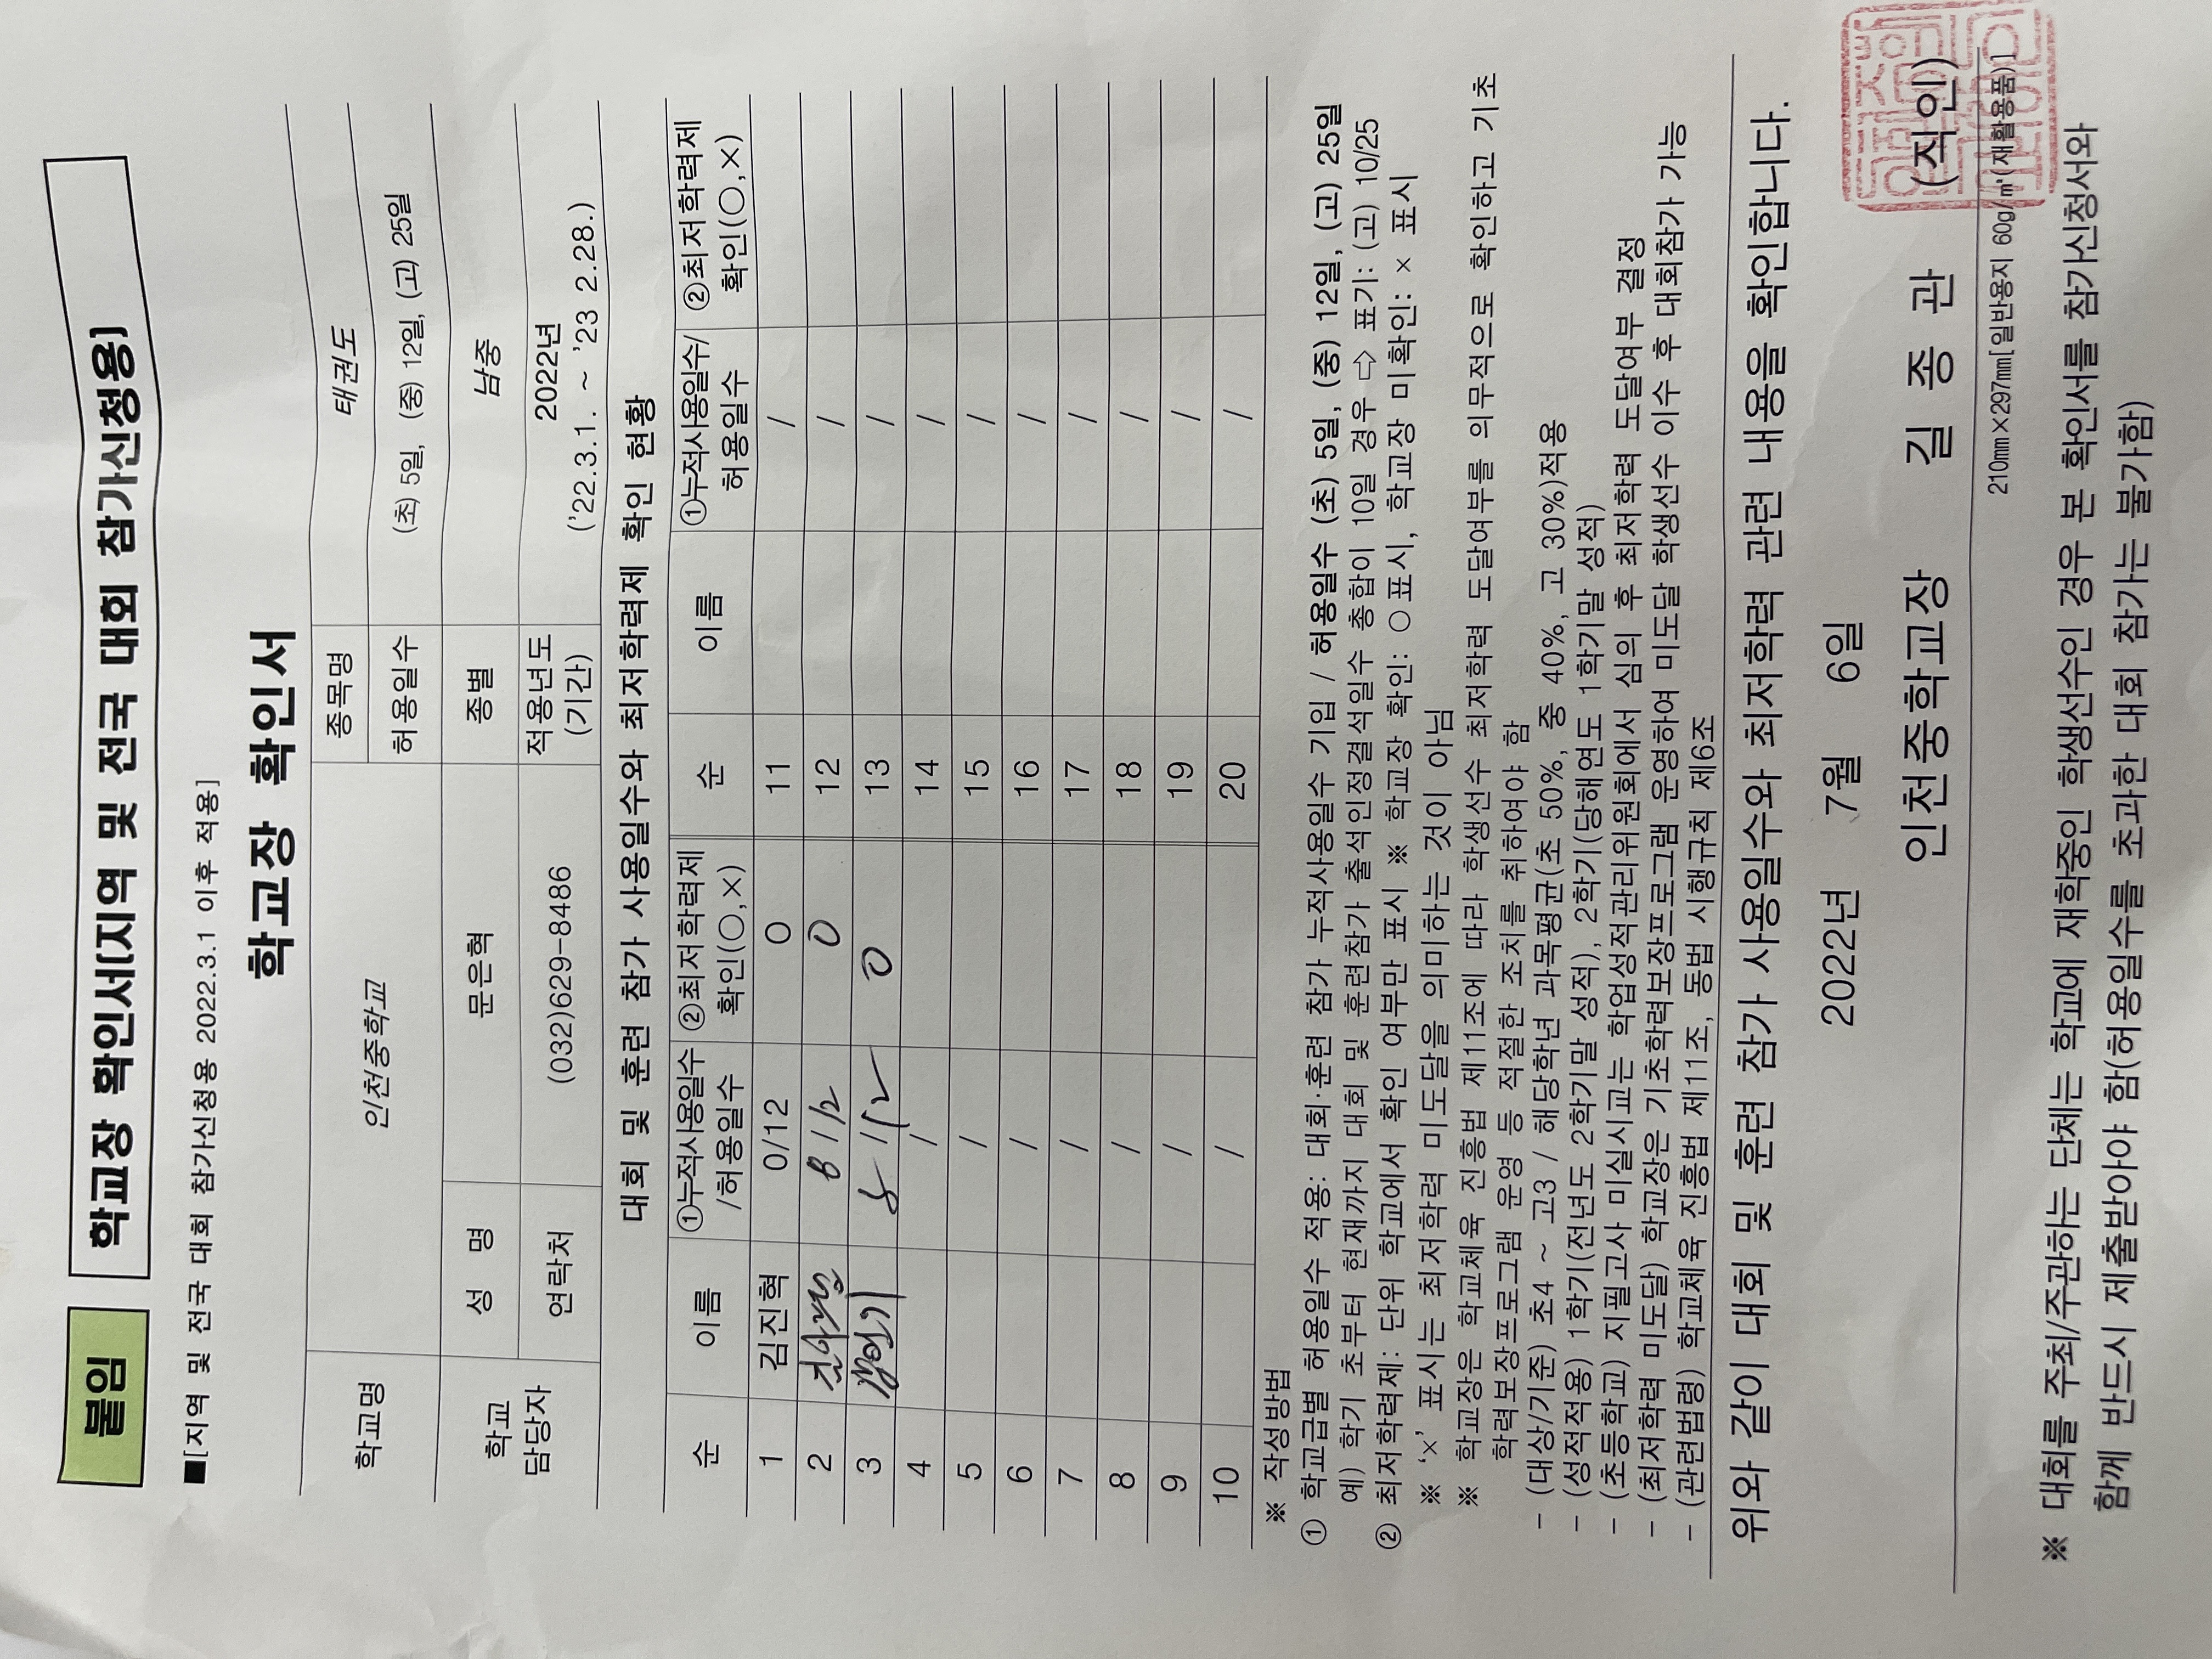 붙임
학교장 확인서(지역 및 전국 대회 참가신청용)
■[지역 및 전국 대회 참가신청용 2022.3.1 이후 적용]
학교장 확인서
학교명 인천중학교 종목명 태권도
허용일수 (초) 5일, (중) 12일, (고) 25일
학교 담당자 성 명 문은혁 종별 남중
연락처 (032)629-8486 적용년도 (기간) 2022년 ('22.3.1. ~ '23 2.28.)
대회 및 훈련 참가 사용일수와 최저학력제 확인 현황
순 이름 ①누적사용일수/허용일수 ②최저학력제 확인(○,×) 순 이름 ①누적사용일수/허용일수 ②최저학력제 확인(○,×)
1 김진혁 0/12 O 11 /
2 8/12 O 12 /
3 5/12 O 13 /
4 / 14 /
5 / 15 /
6 / 16 /
7 / 17 /
8 / 18 /
9 / 19 /
10 / 20 /
※ 작성방법
① 학교급별 허용일수 적용: 대회·훈련 참가 누적사용일수 기입 / 허용일수 (초) 5일, (중) 12일, (고) 25일
예) 학기 초부터 현재까지 대회 및 훈련참가 출석인정결석일수 총합이 10일 경우 ⇨ 표기: (고) 10/25
② 최저학력제: 단위 학교에서 확인 여부만 표시 ※ 학교장 확인: ○ 표시, 학교장 미확인: × 표시
※ '×' 표시는 최저학력 미도달을 의미하는 것이 아님
※ 학교장은 학교체육 진흥법 제11조에 따라 학생선수 최저학력 도달여부를 의무적으로 확인하고 기초
학력보장프로그램 운영 등 적절한 조치를 취하여야 함
- (대상/기준) 초4 ~ 고3 / 해당학년 과목평균(초 50%, 중 40%, 고 30%)적용
- (성적적용) 1학기(전년도 2학기말 성적), 2학기(당해연도 1학기말 성적)
- (초등학교) 지필고사 미실시교는 학업성적관리위원회에서 심의 후 최저학력 도달여부 결정
- (최저학력 미도달) 학교장은 기초학력보장프로그램 운영하여 미도달 학생선수 이수 후 대회참가 가능
- (관련법령) 학교체육 진흥법 제11조, 동법 시행규칙 제6조
위와 같이 대회 및 훈련 참가 사용일수와 최저학력 관련 내용을 확인합니다.
2022년 7월 6일
인천중학교장 길 종 관 (직인)
210㎜×297㎜[일반용지 60g/㎡(재활용품)]
※ 대회를 주최/주관하는 단체는 학교에 재학중인 학생선수인 경우 본 확인서를 참가신청서와
함께 반드시 제출받아야 함(허용일수를 초과한 대회 참가는 불가함)